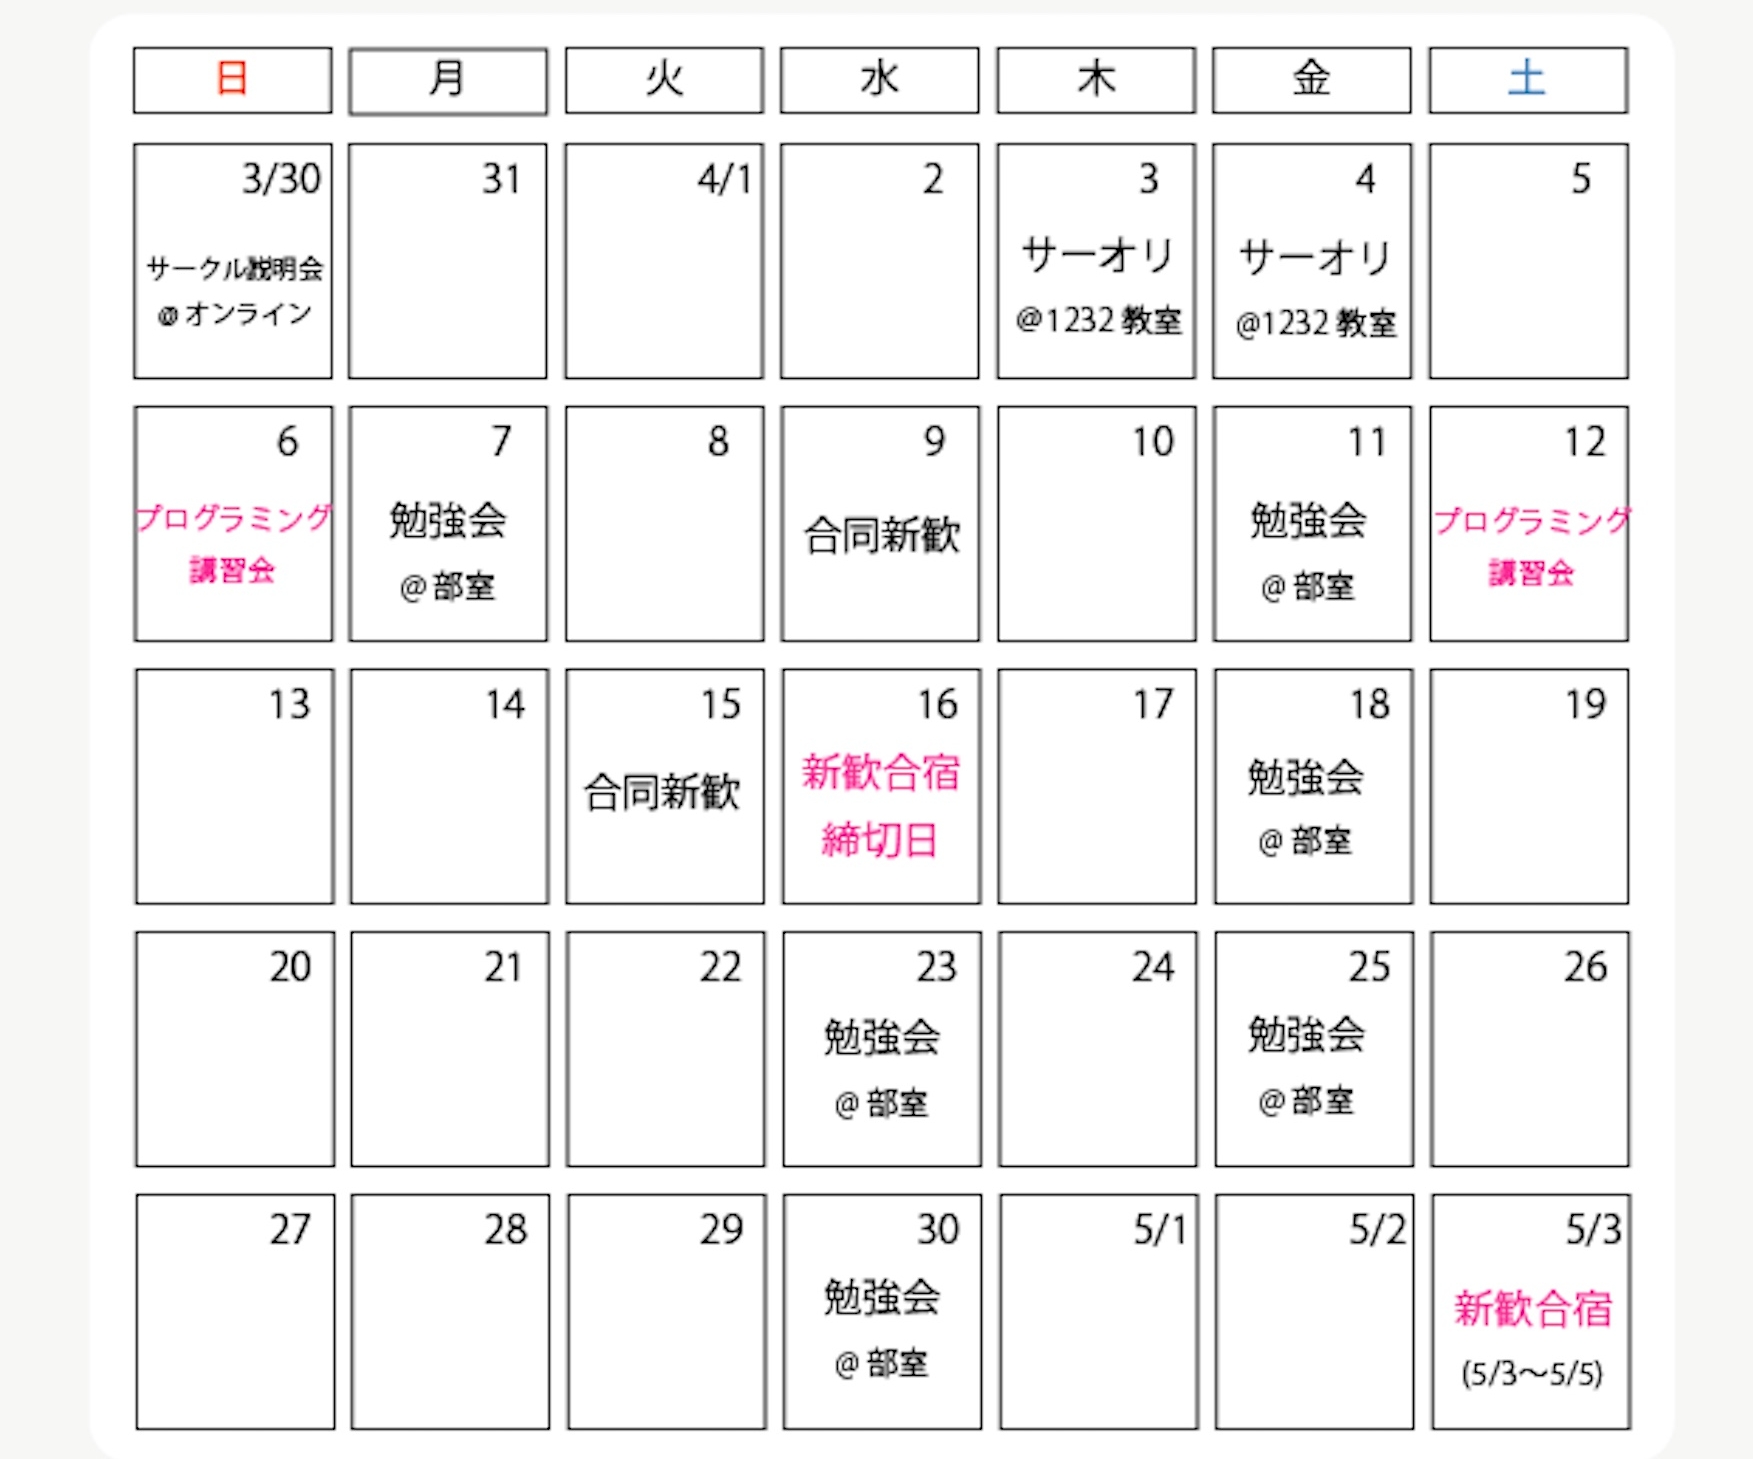 日
月
火
水
木
金
土
3/30
サークル説明会
@オンライン
31
4/1
2
3
サーオリ
@1232 教室
4
サーオリ
@1232 教室
5
6
プログラミング
講習会
7
勉強会
@ 部室
8
9
合同新歓
10
11
勉強会
@ 部室
12
プログラミング
講習会
13
14
15
合同新歓
16
新歓合宿
締切日
17
18
勉強会
@ 部室
19
20
21
22
23
勉強会
@ 部室
24
25
勉強会
@ 部室
26
27
28
29
30
勉強会
@ 部室
5/1
5/2
5/3
新歓合宿
(5/3〜5/5)